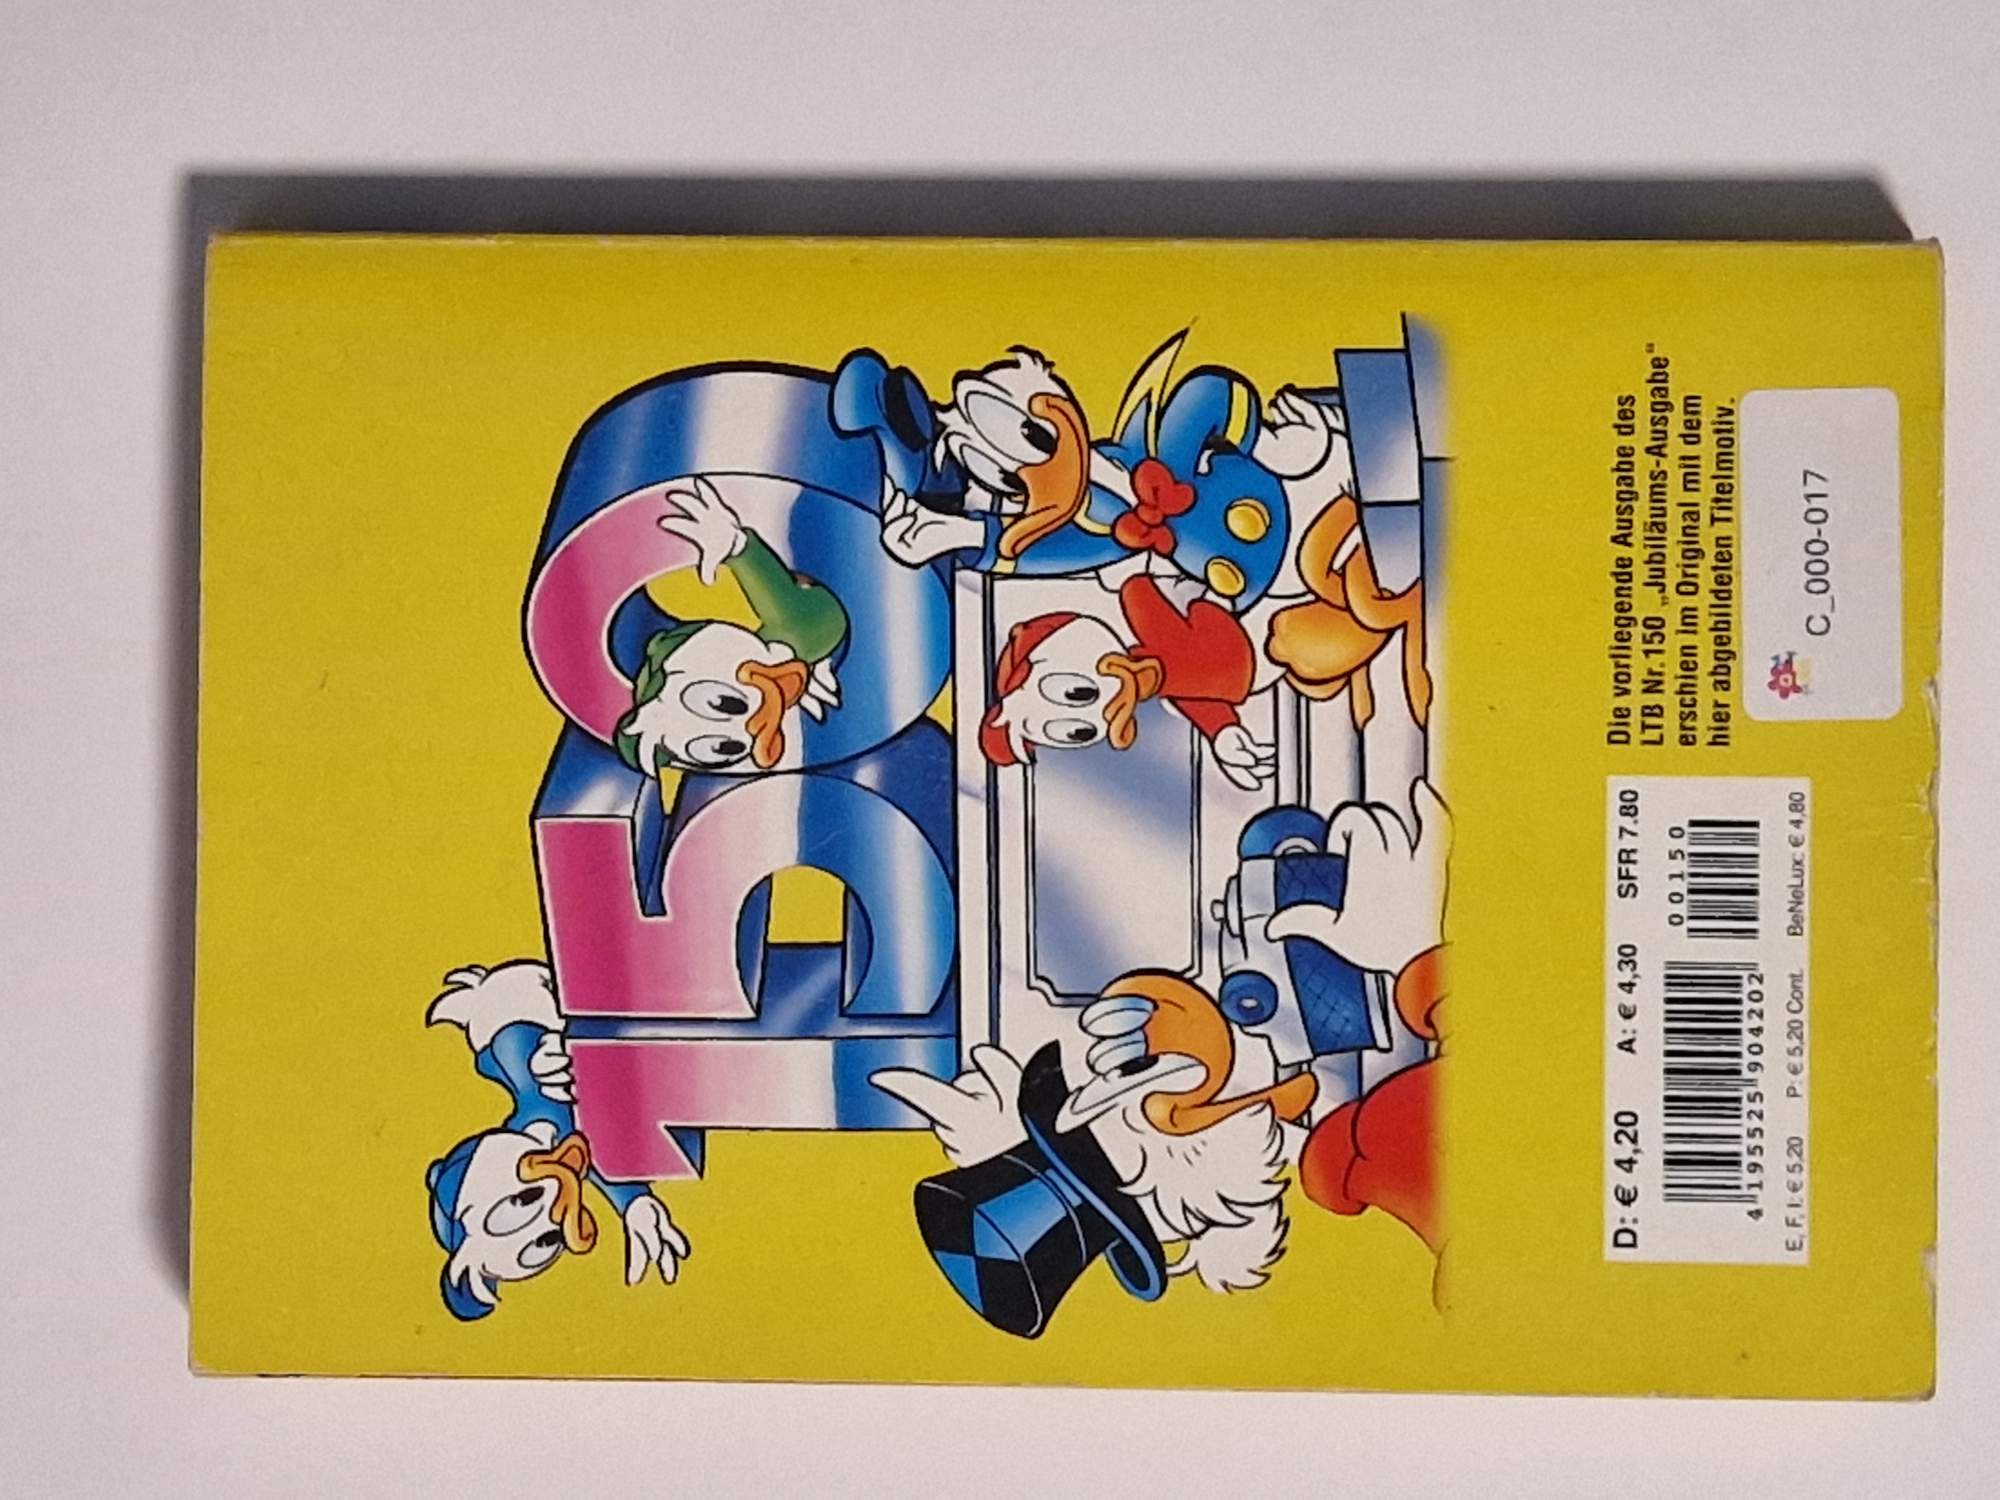 150
Die vorliegende Ausgabe des
LTB Nr. 150 „Jubiläums-Ausgabe“
erschien im Original mit dem
hier abgebildeten Titelmotiv.
D: € 4,20 A: € 4,30 SFR 7.80
00150
4 195525 904202
E, F, I: € 5,20 P: € 5,20 Cont. BeNeLux: € 4,80
C_000-017